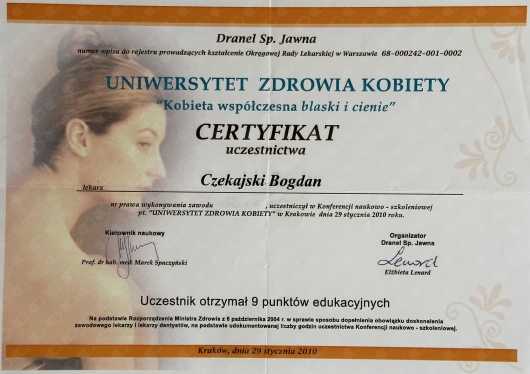 Dranel Sp. Jawna
numer wpisu do rejestru prowadzących kształcenie Okręgowej Rady Lekarskiej w Warszawie 68-000242-001-0002
UNIWERSYTET ZDROWIA KOBIETY
“Kobieta współczesna blaski i cienie”
CERTYFIKAT
uczestnictwa
Czekajski Bogdan
lekarz
nr prawa wykonywania zawodu , uczestniczył w Konferencji naukowo - szkoleniowej
pt. “UNIWERSYTET ZDROWIA KOBIETY” w Krakowie dnia 29 stycznia 2010 roku.
Kierownik naukowy
Prof. dr hab. med. Marek Spaczyński
Organizator
Dranel Sp. Jawna
Lenard
Elżbieta Lenard
Uczestnik otrzymał 9 punktów edukacyjnych
Na podstawie Rozporządzenia Ministra Zdrowia z 6 października 2004 r. w sprawie sposobu dopełnienia obowiązku doskonalenia
zawodowego lekarzy i lekarzy dentystów, na podstawie udokumentowanej liczby godzin uczestnictwa Konferencji naukowo - szkoleniowej.
Kraków, dnia 29 stycznia 2010